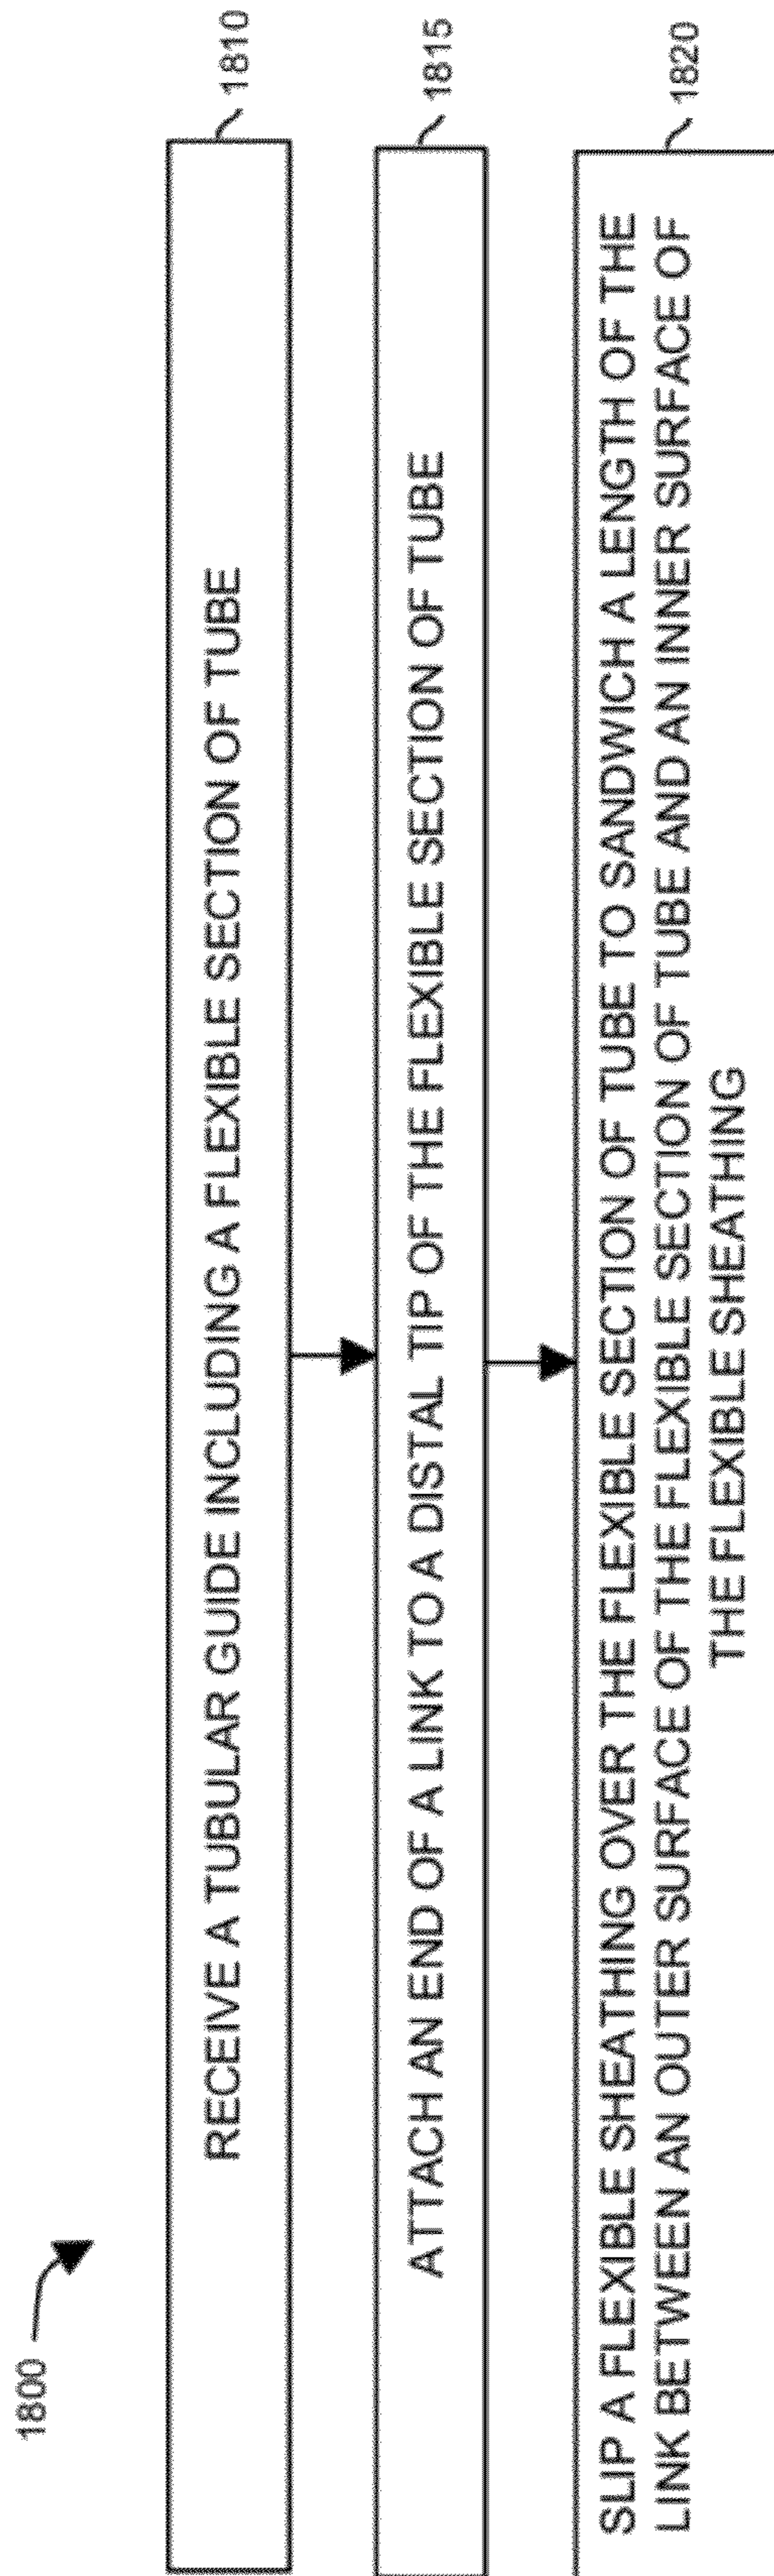 1800
RECEIVE A TUBULAR GUIDE INCLUDING A FLEXIBLE SECTION OF TUBE
1810
ATTACH AN END OF A LINK TO A DISTAL TIP OF THE FLEXIBLE SECTION OF TUBE
1815
SLIP A FLEXIBLE SHEATHING OVER THE FLEXIBLE SECTION OF TUBE TO SANDWICH A LENGTH OF THE
LINK BETWEEN AN OUTER SURFACE OF THE FLEXIBLE SECTION OF TUBE AND AN INNER SURFACE OF
THE FLEXIBLE SHEATHING
1820